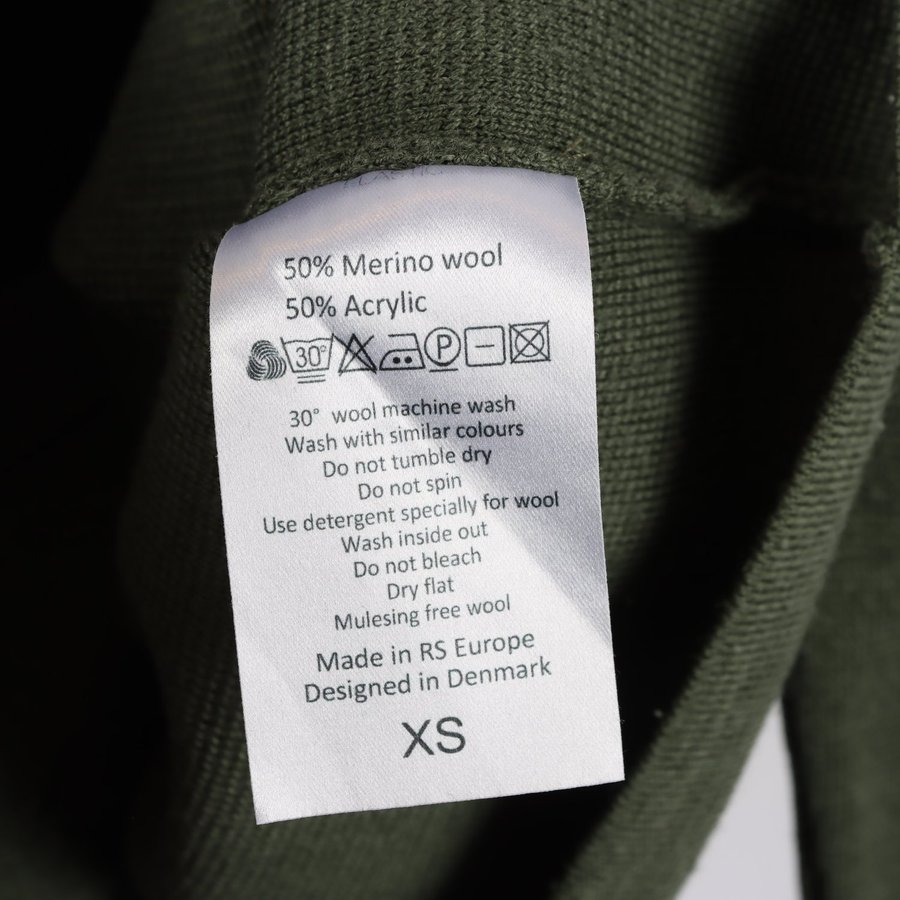 50% Merino wool
50% Acrylic
30° P
30° wool machine wash
Wash with similar colours
Do not tumble dry
Do not spin
Use detergent specially for wool
Wash inside out
Do not bleach
Dry flat
Mulesing free wool
Made in RS Europe
Designed in Denmark
XS